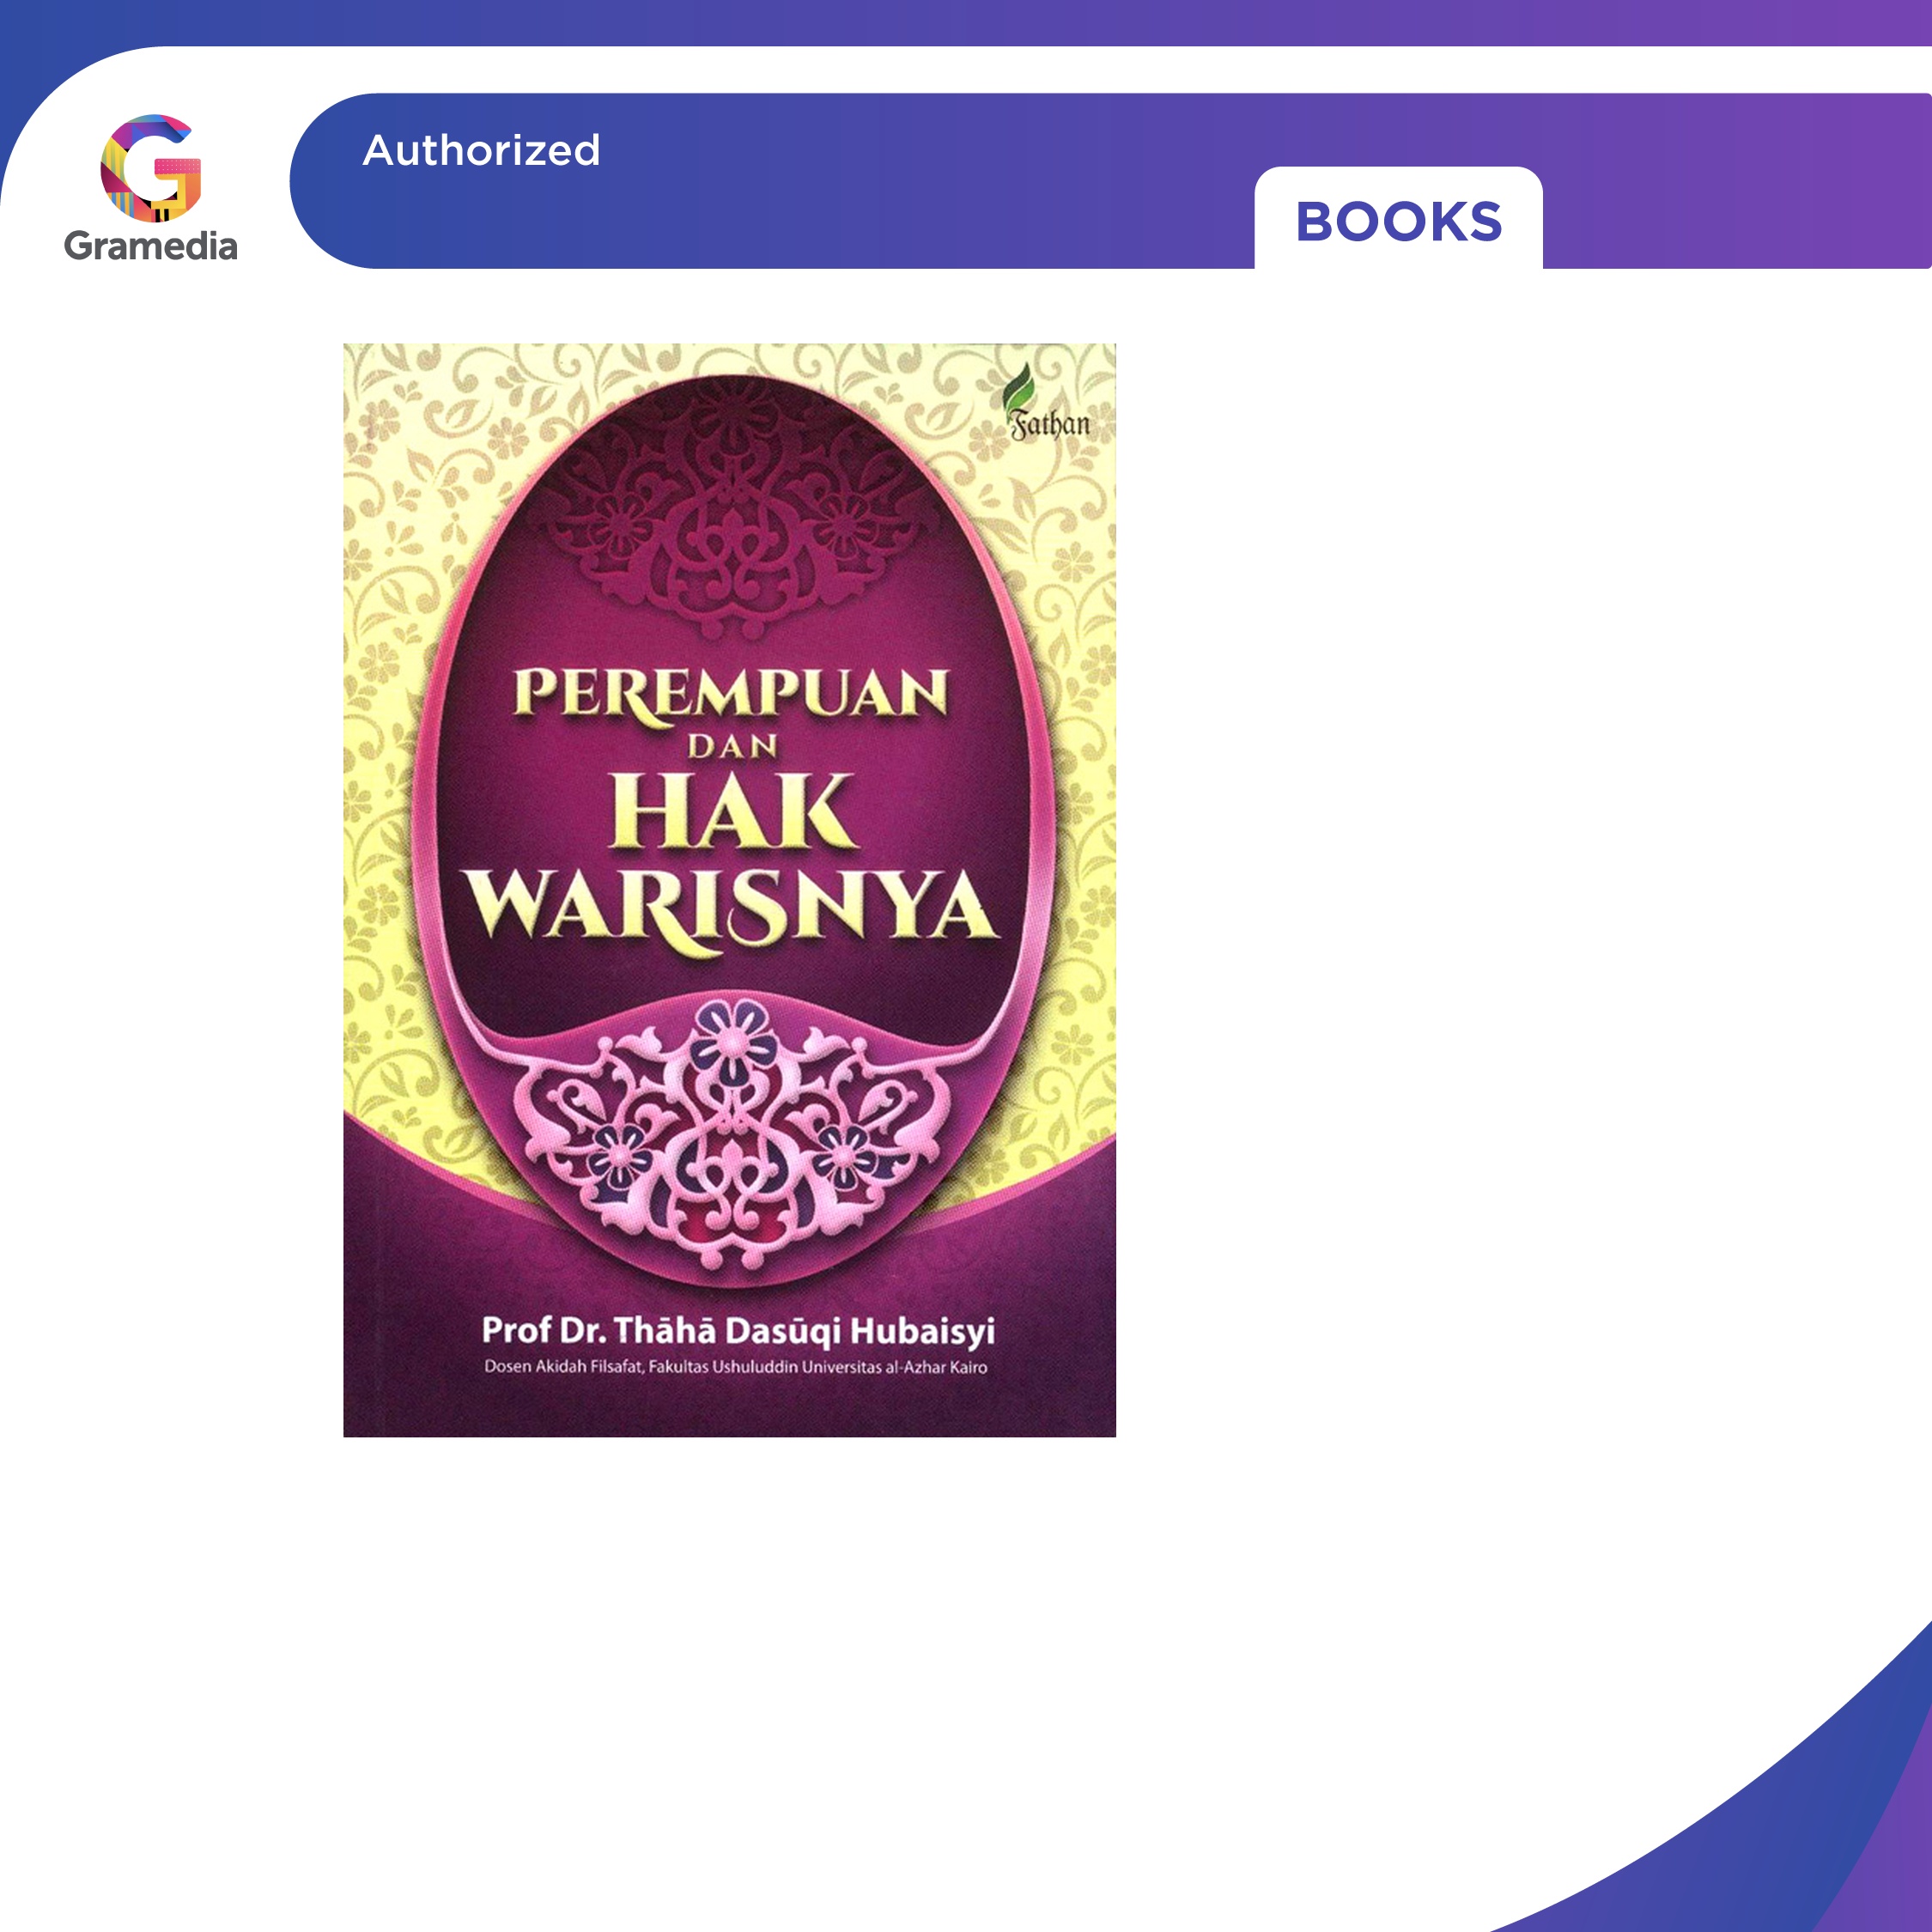 Gramedia
Authorized
BOOKS
Fathan
PEREMPUAN
DAN
HAK
WARISNYA
Prof Dr. Thāhā Dasūqi Hubaisyi
Dosen Akidah Filsafat, Fakultas Ushuluddin Universitas al-Azhar Kairo